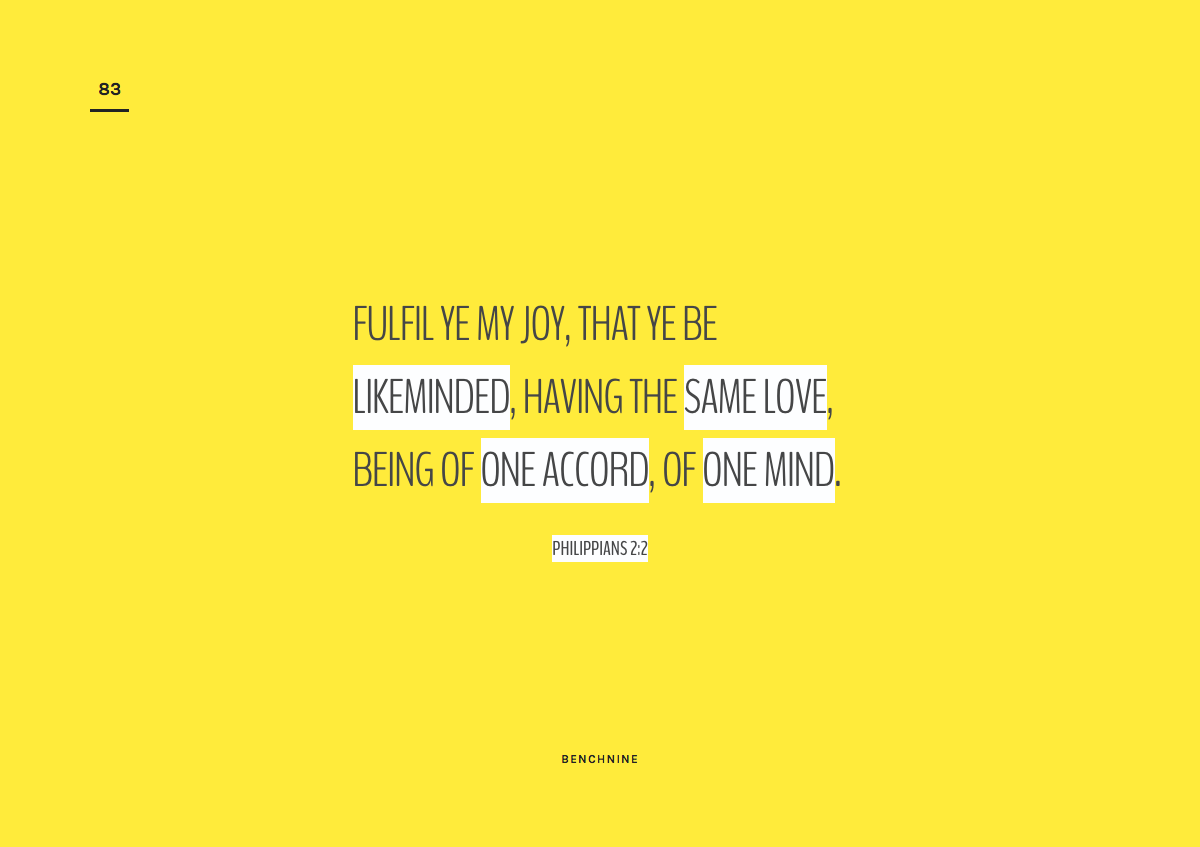 83
FULFIL YE MY JOY, THAT YE BE
LIKEMINDED, HAVING THE SAME LOVE,
BEING OF ONE ACCORD, OF ONE MIND.
PHILIPPIANS 2:2
BENCHNINE